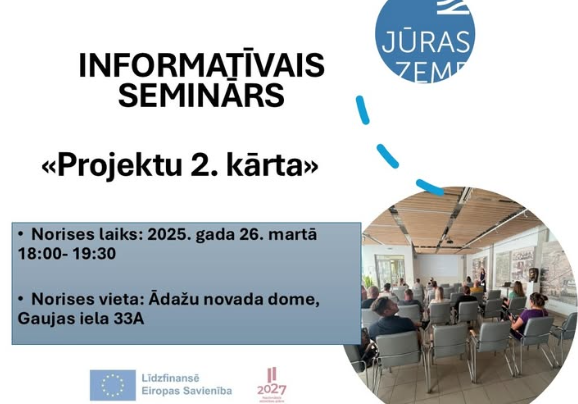 JŪRAS
ZEME
INFORMATĪVAIS
SEMINĀRS
«Projektu 2. kārta»
• Norises laiks: 2025. gada 26. martā
18:00- 19:30
• Norises vieta: Ādažu novada dome,
Gaujas iela 33A
Līdzfinansē
Eiropas Savienība
2027